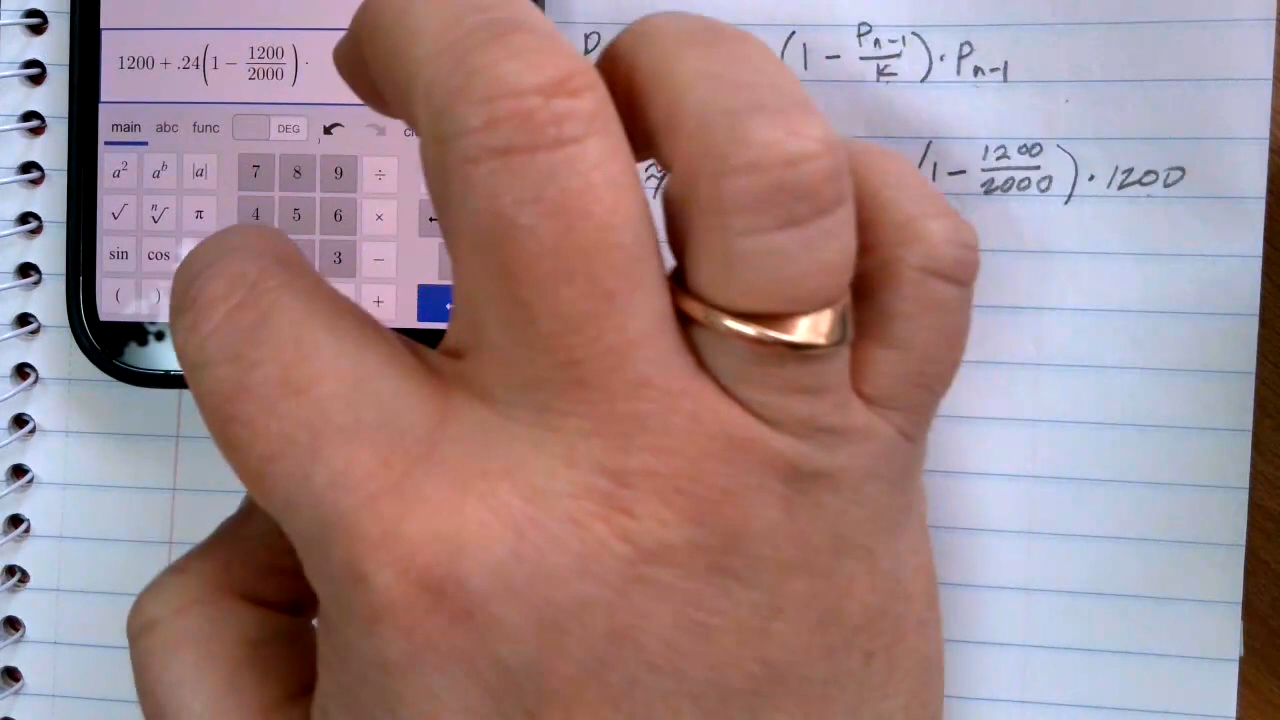 1200 + .24(1 − 1200/2000) ·
main abc func DEG
a² aᵇ |a| 7 8 9 ÷
√ ⁿ√ π 4 5 6 ×
sin cos 3 −
( ) +
P (1 − Pn-1/K) · Pn-1
≈ (1 − 1200/2000) · 1200